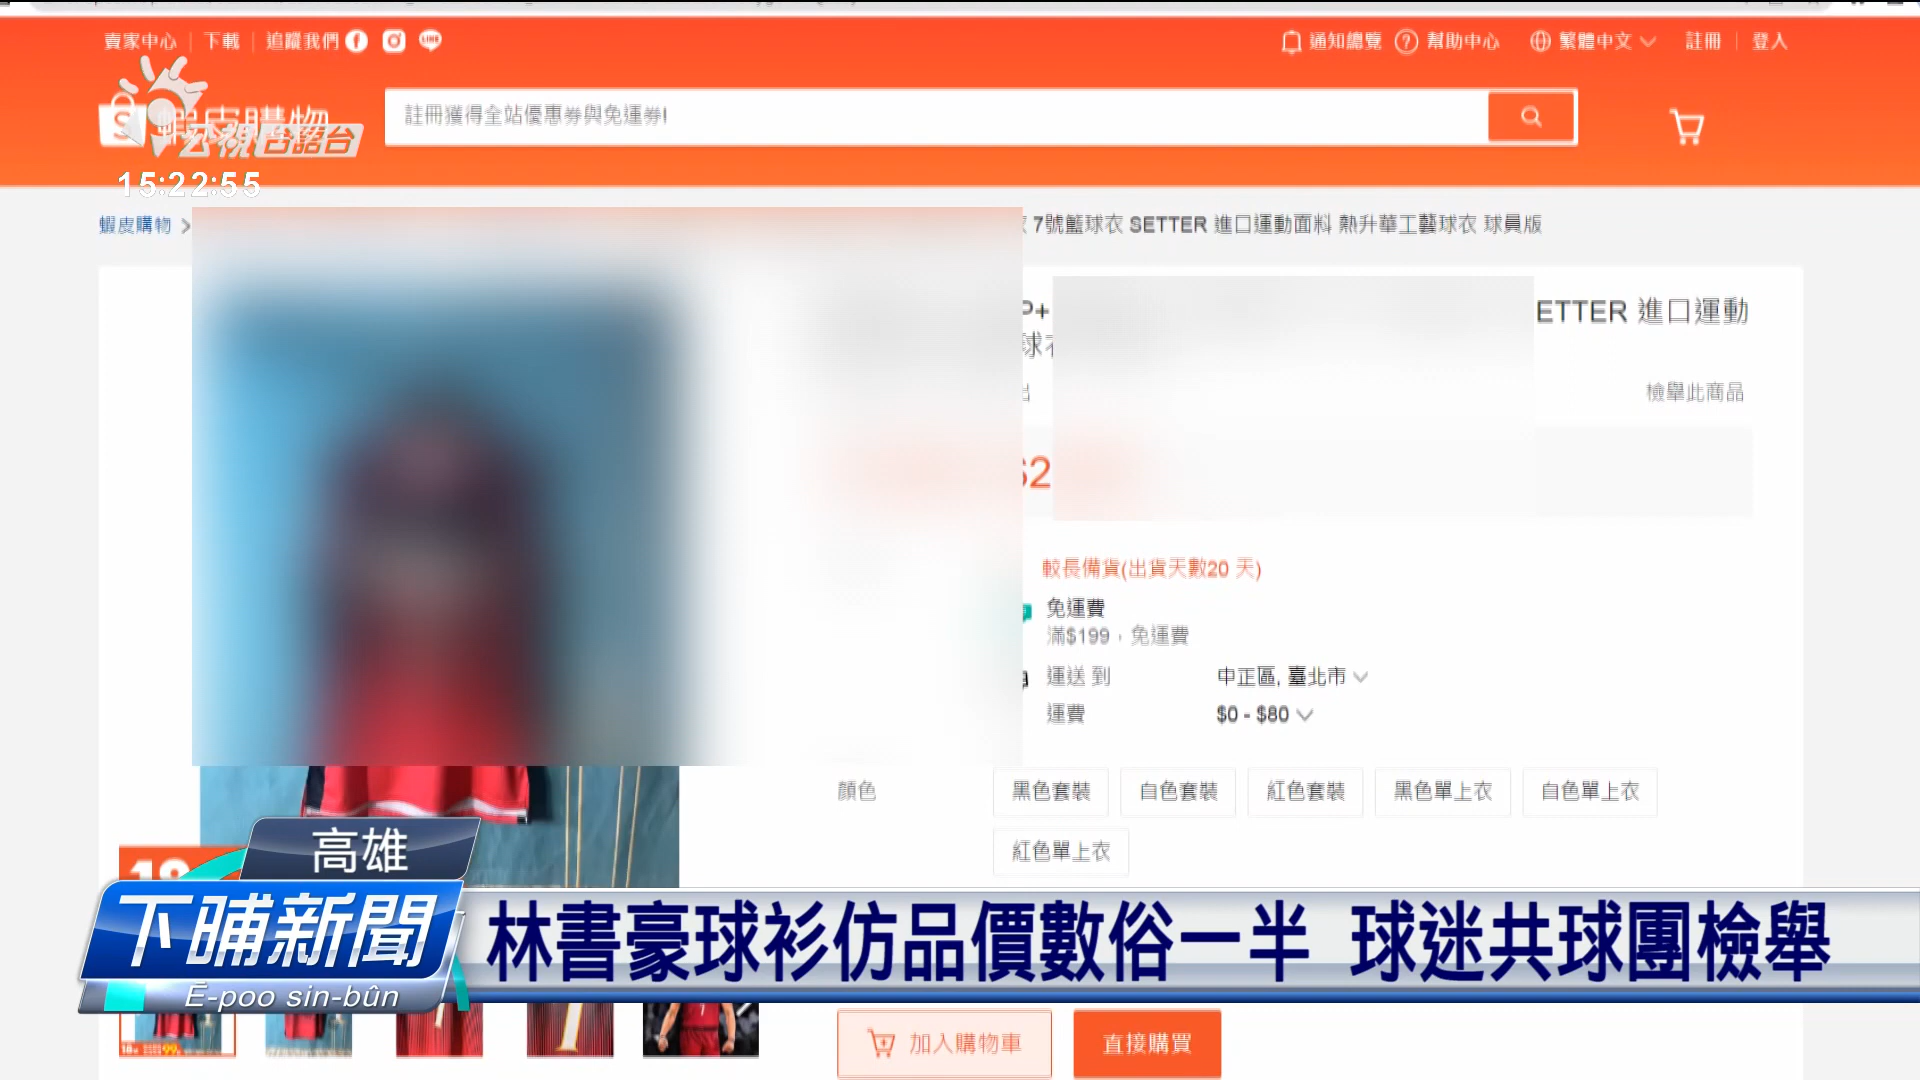 賣家中心 下載 追蹤我們
通知總覽 幫助中心 繁體中文 註冊 登入
蝦皮購物
公視台語台
註冊獲得全站優惠券與免運券!
15:22:55
蝦皮購物
7號籃球衣 SETTER 進口運動面料 熱升華工藝球衣 球員版
P+
ETTER 進口運動
球衣
檢舉此商品
$2
較長備貨(出貨天數20 天)
免運費
滿$199，免運費
運送 到 中正區, 臺北市
運費 $0 - $80
顏色 黑色套裝 白色套裝 紅色套裝 黑色單上衣 白色單上衣
紅色單上衣
高雄
下晡新聞
Ē-poo sin-bûn
林書豪球衫仿品價數俗一半 球迷共球團檢舉
加入購物車 直接購買